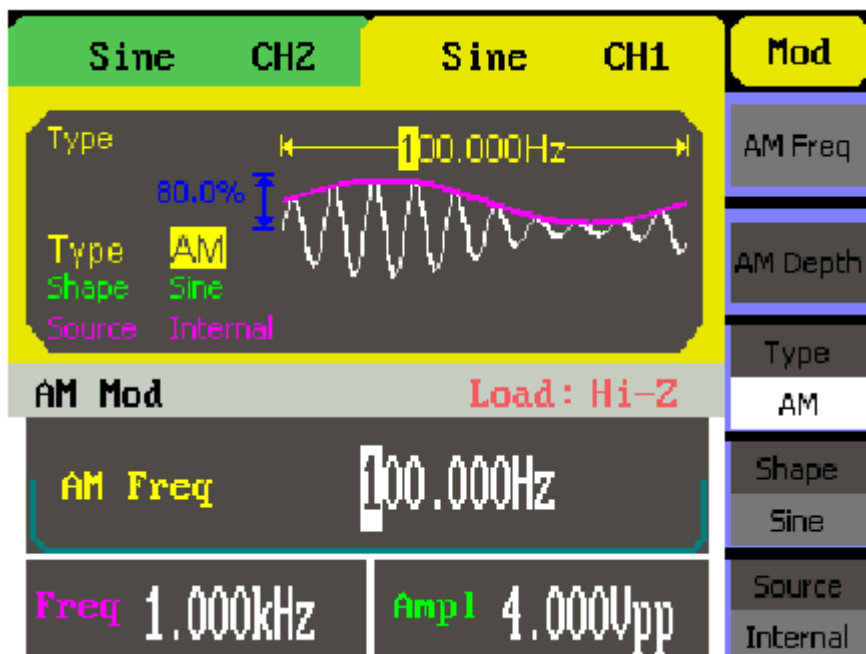 Sine CH2 Sine CH1 Mod
Type 100.000Hz
80.0%
Type AM
Shape Sine
Source Internal
AM Mod Load: Hi-Z
AM Freq 100.000Hz
Freq 1.000kHz Ampl 4.000Vpp
AM Freq
AM Depth
Type
AM
Shape
Sine
Source
Internal